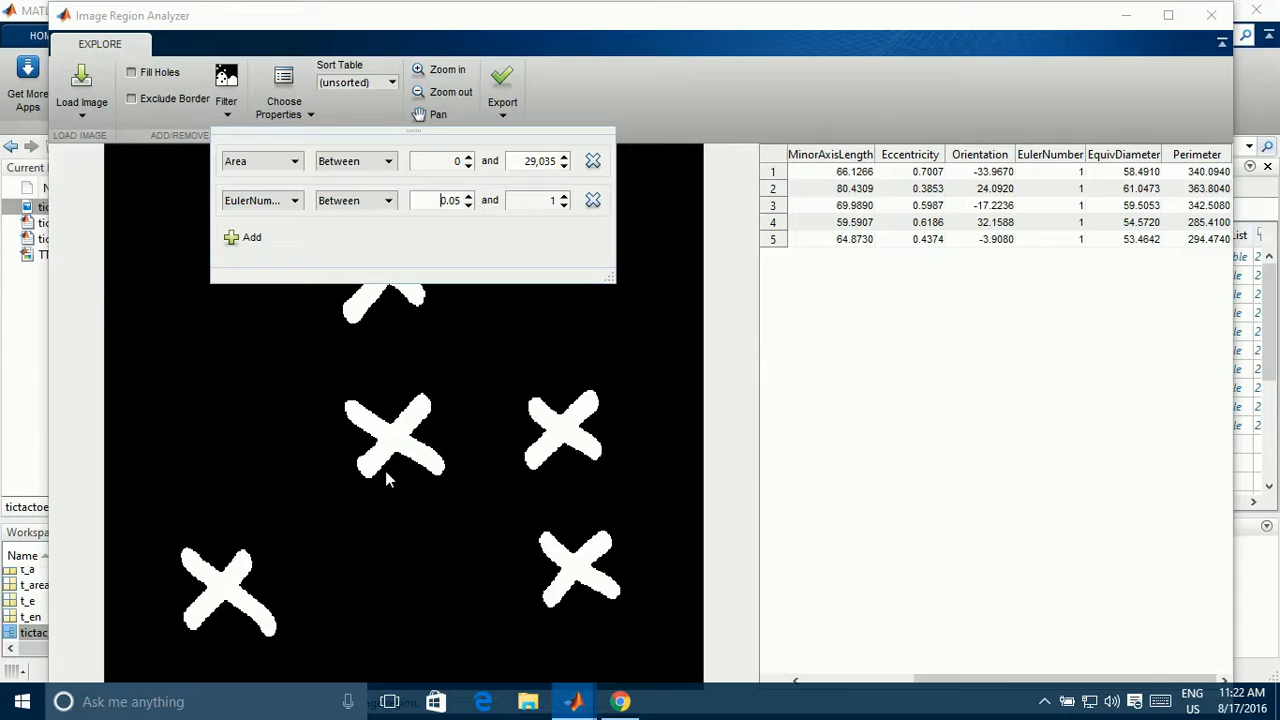 MATL
Image Region Analyzer
HOM
EXPLORE
Get More
Apps
Load Image
Fill Holes
Exclude Border
Filter
Choose
Properties
Sort Table
(unsorted)
Zoom in
Zoom out
Pan
Export
LOAD IMAGE
ADD/REMOVE
Current
Area Between 0 and 29,035
EulerNum... Between 0.05 and 1
Add
MinorAxisLength Eccentricity Orientation EulerNumber EquivDiameter Perimeter
1 66.1266 0.7007 -33.9670 1 58.4910 340.0940
2 80.4309 0.3853 24.0920 1 61.0473 363.8040
3 69.9890 0.5987 -17.2236 1 59.5053 342.5080
4 59.5907 0.6186 32.1588 1 54.5720 285.4100
5 64.8730 0.4374 -3.9080 1 53.4642 294.4740
tictactoe
Workspa
Name
t_a
t_area
t_e
t_en
tictac
Ask me anything
ENG
US
11:22 AM
8/17/2016